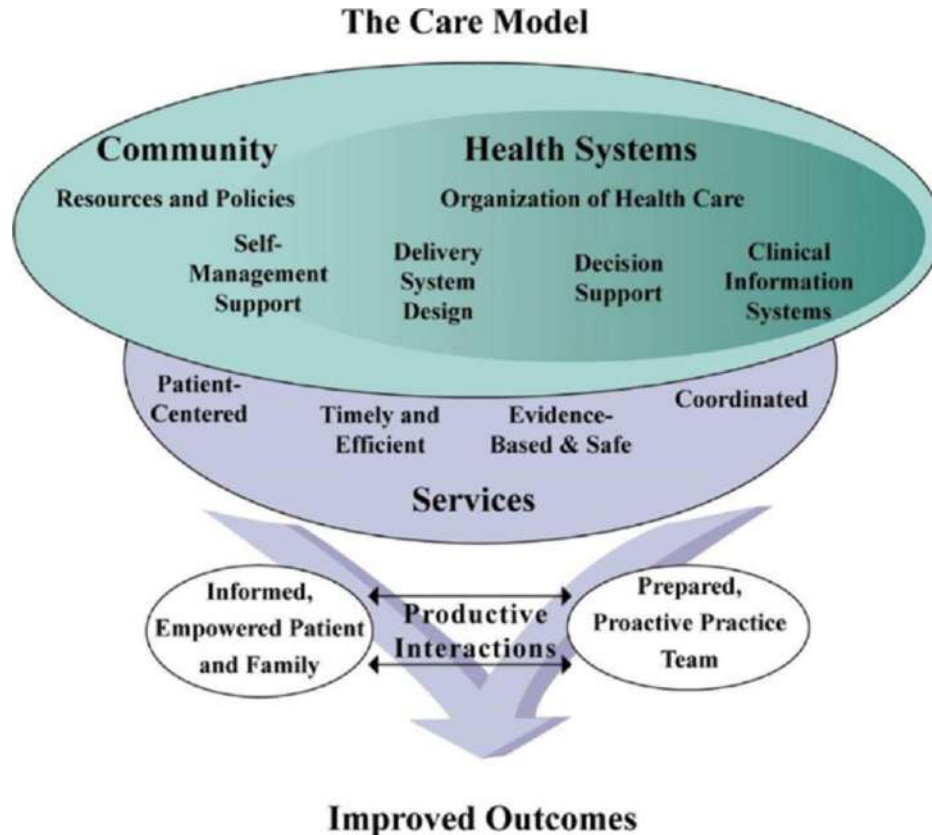 The Care Model
Community
Health Systems
Resources and Policies
Organization of Health Care
Self-
Management
Support
Delivery
System
Design
Decision
Support
Clinical
Information
Systems
Patient-
Centered
Timely and
Efficient
Evidence-
Based & Safe
Coordinated
Services
Informed,
Empowered Patient
and Family
Productive
Interactions
Prepared,
Proactive Practice
Team
Improved Outcomes